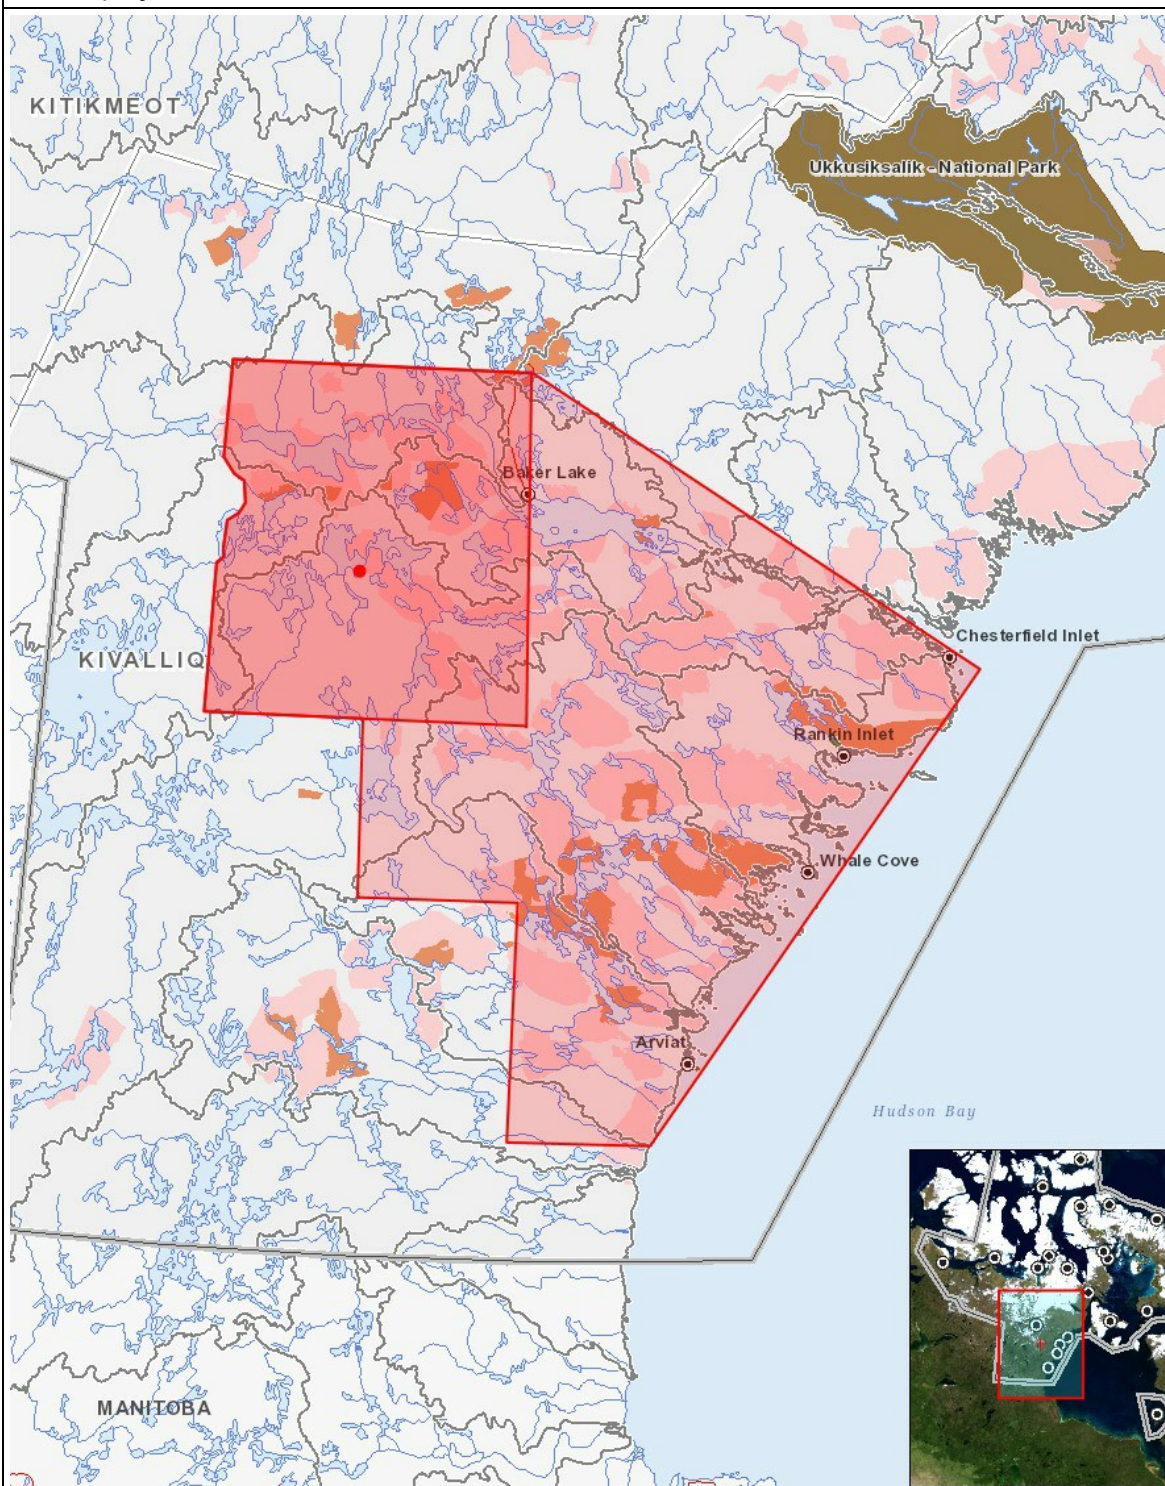 KITIKMEOT
Ukkusiksalik - National Park
Baker Lake
Chesterfield Inlet
KIVALLIQ
Rankin Inlet
Whale Cove
Arviat
Hudson Bay
MANITOBA